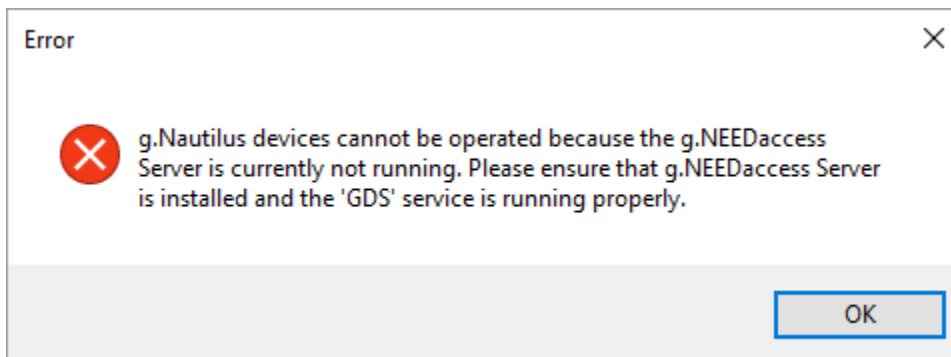 Error
g.Nautilus devices cannot be operated because the g.NEEDaccess
Server is currently not running. Please ensure that g.NEEDaccess Server
is installed and the 'GDS' service is running properly.
OK